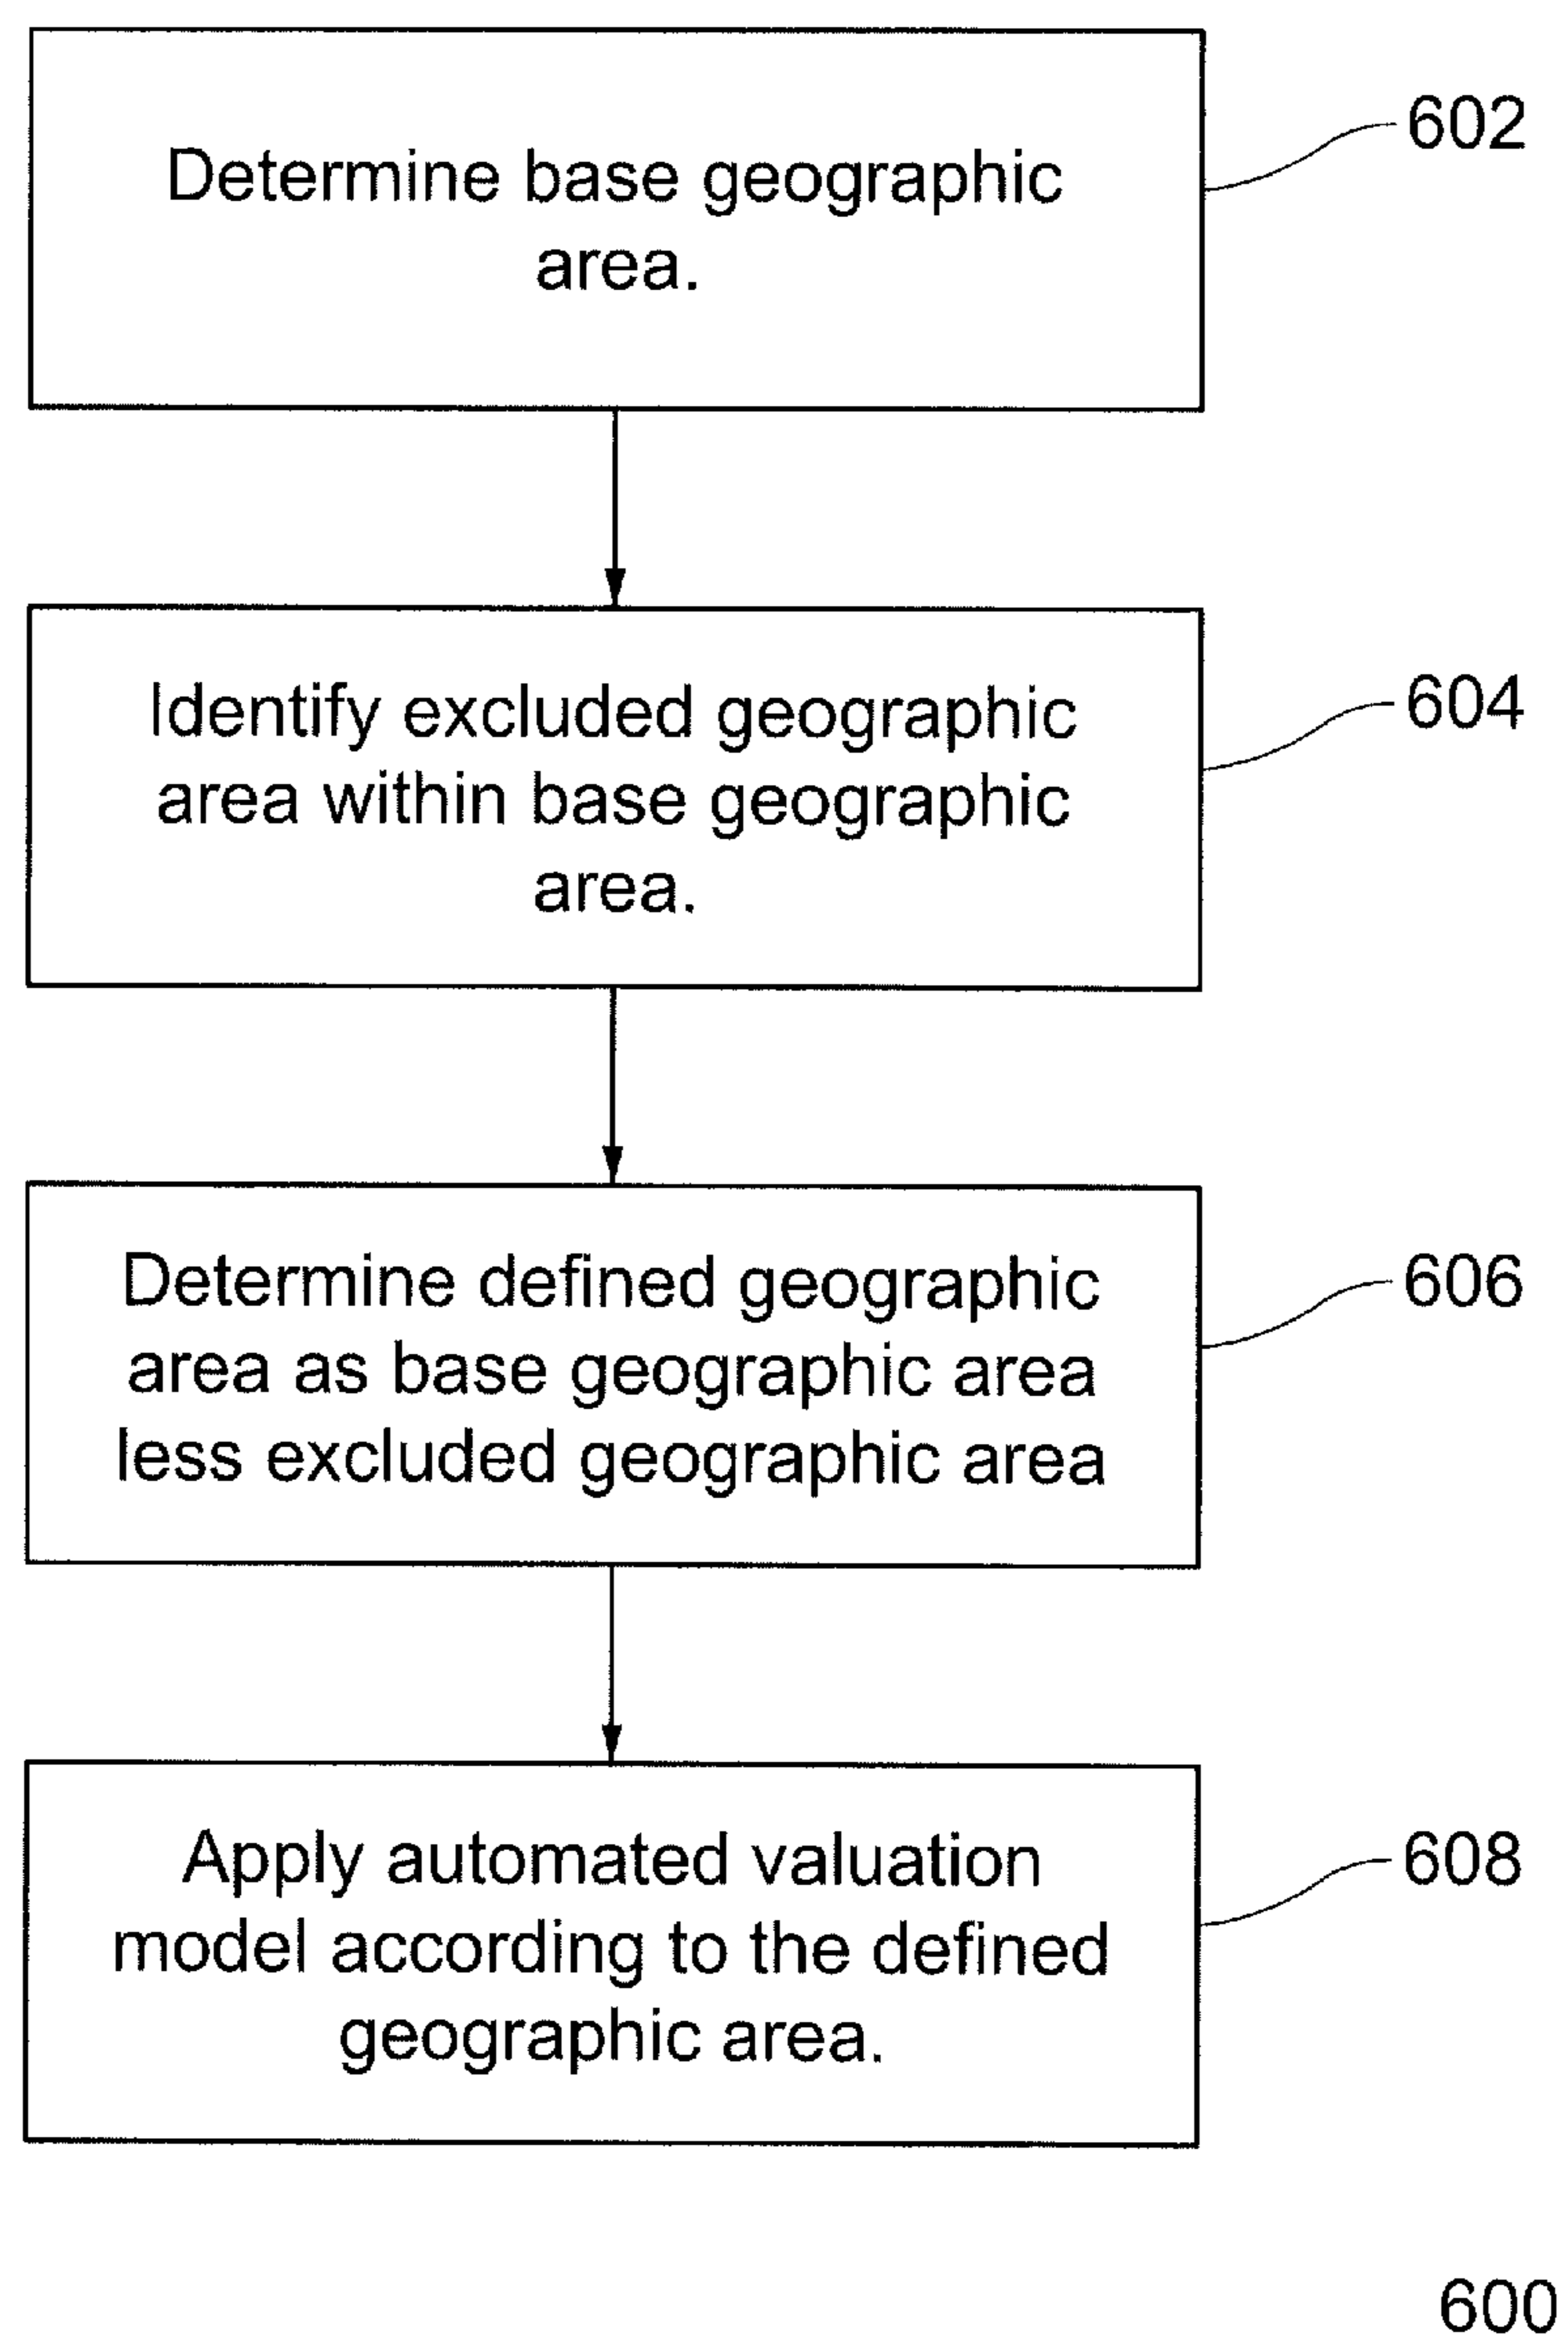 Determine base geographic
area.
602
Identify excluded geographic
area within base geographic
area.
604
Determine defined geographic
area as base geographic area
less excluded geographic area
606
Apply automated valuation
model according to the defined
geographic area.
608
600